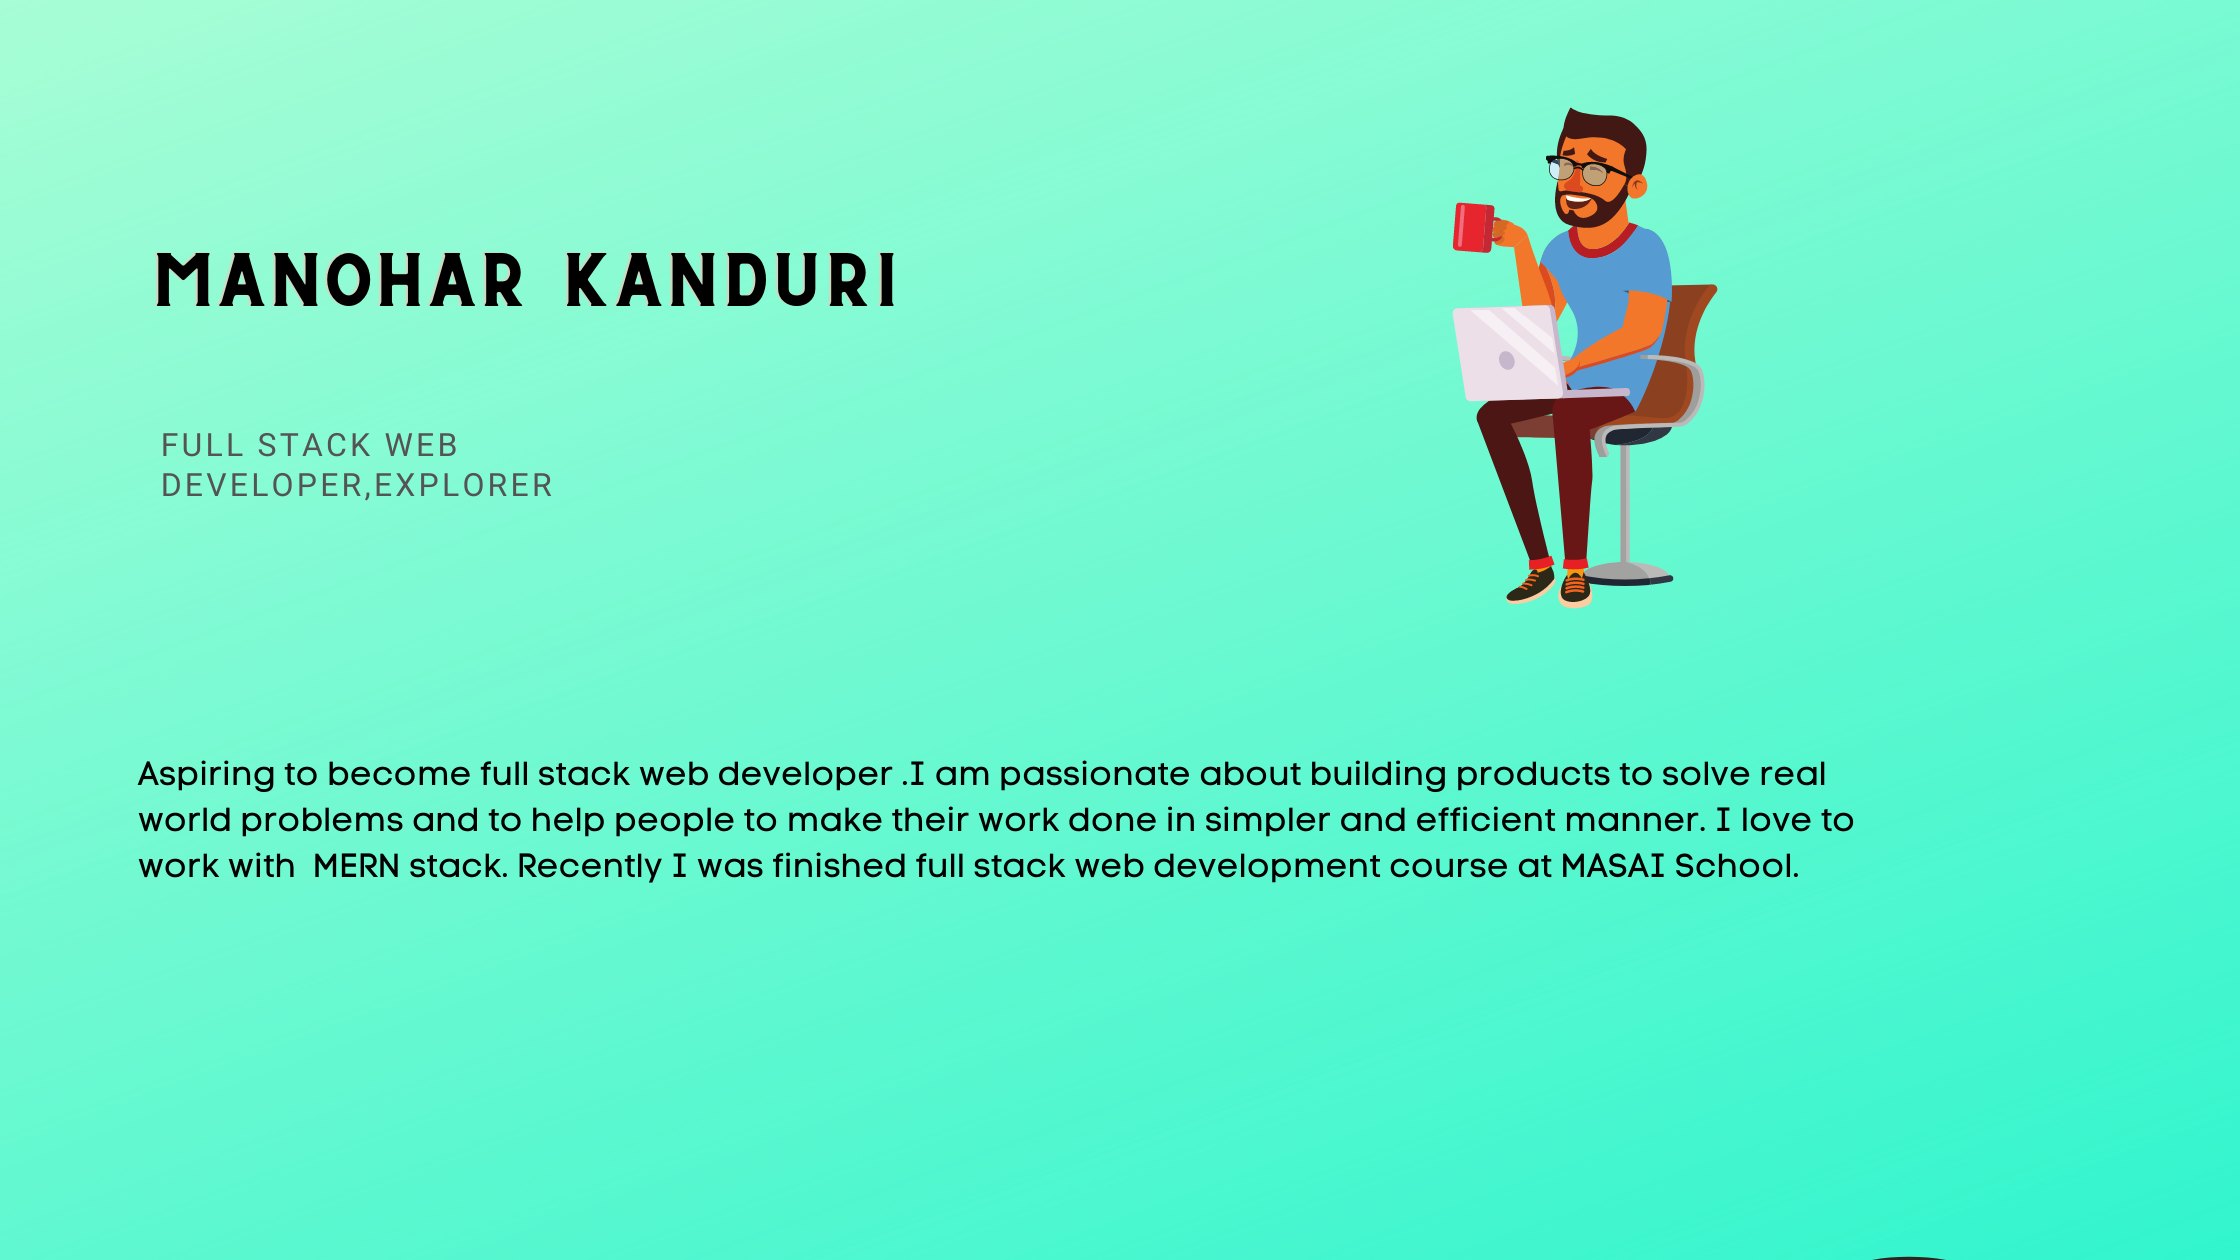 MANOHAR KANDURI
FULL STACK WEB
DEVELOPER,EXPLORER
Aspiring to become full stack web developer .I am passionate about building products to solve real
world problems and to help people to make their work done in simpler and efficient manner. I love to
work with  MERN stack. Recently I was finished full stack web development course at MASAI School.